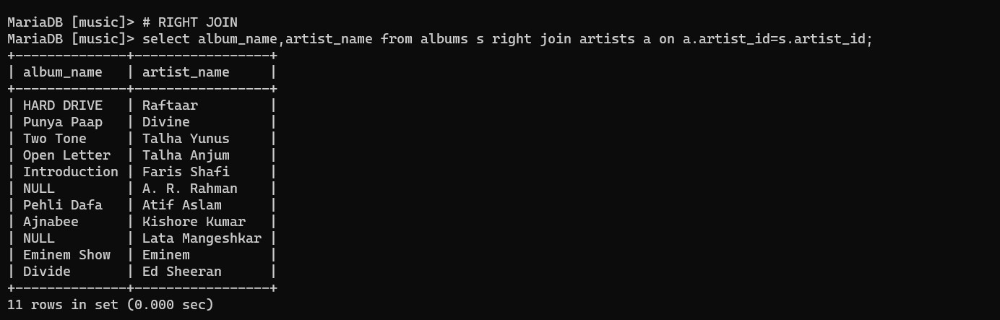 MariaDB [music]> # RIGHT JOIN
MariaDB [music]> select album_name,artist_name from albums s right join artists a on a.artist_id=s.artist_id;
+--------------+-----------------+
| album_name   | artist_name     |
+--------------+-----------------+
| HARD DRIVE   | Raftaar         |
| Punya Paap   | Divine          |
| Two Tone     | Talha Yunus     |
| Open Letter  | Talha Anjum     |
| Introduction | Faris Shafi     |
| NULL         | A. R. Rahman    |
| Pehli Dafa   | Atif Aslam      |
| Ajnabee      | Kishore Kumar   |
| NULL         | Lata Mangeshkar |
| Eminem Show  | Eminem          |
| Divide       | Ed Sheeran      |
+--------------+-----------------+
11 rows in set (0.000 sec)